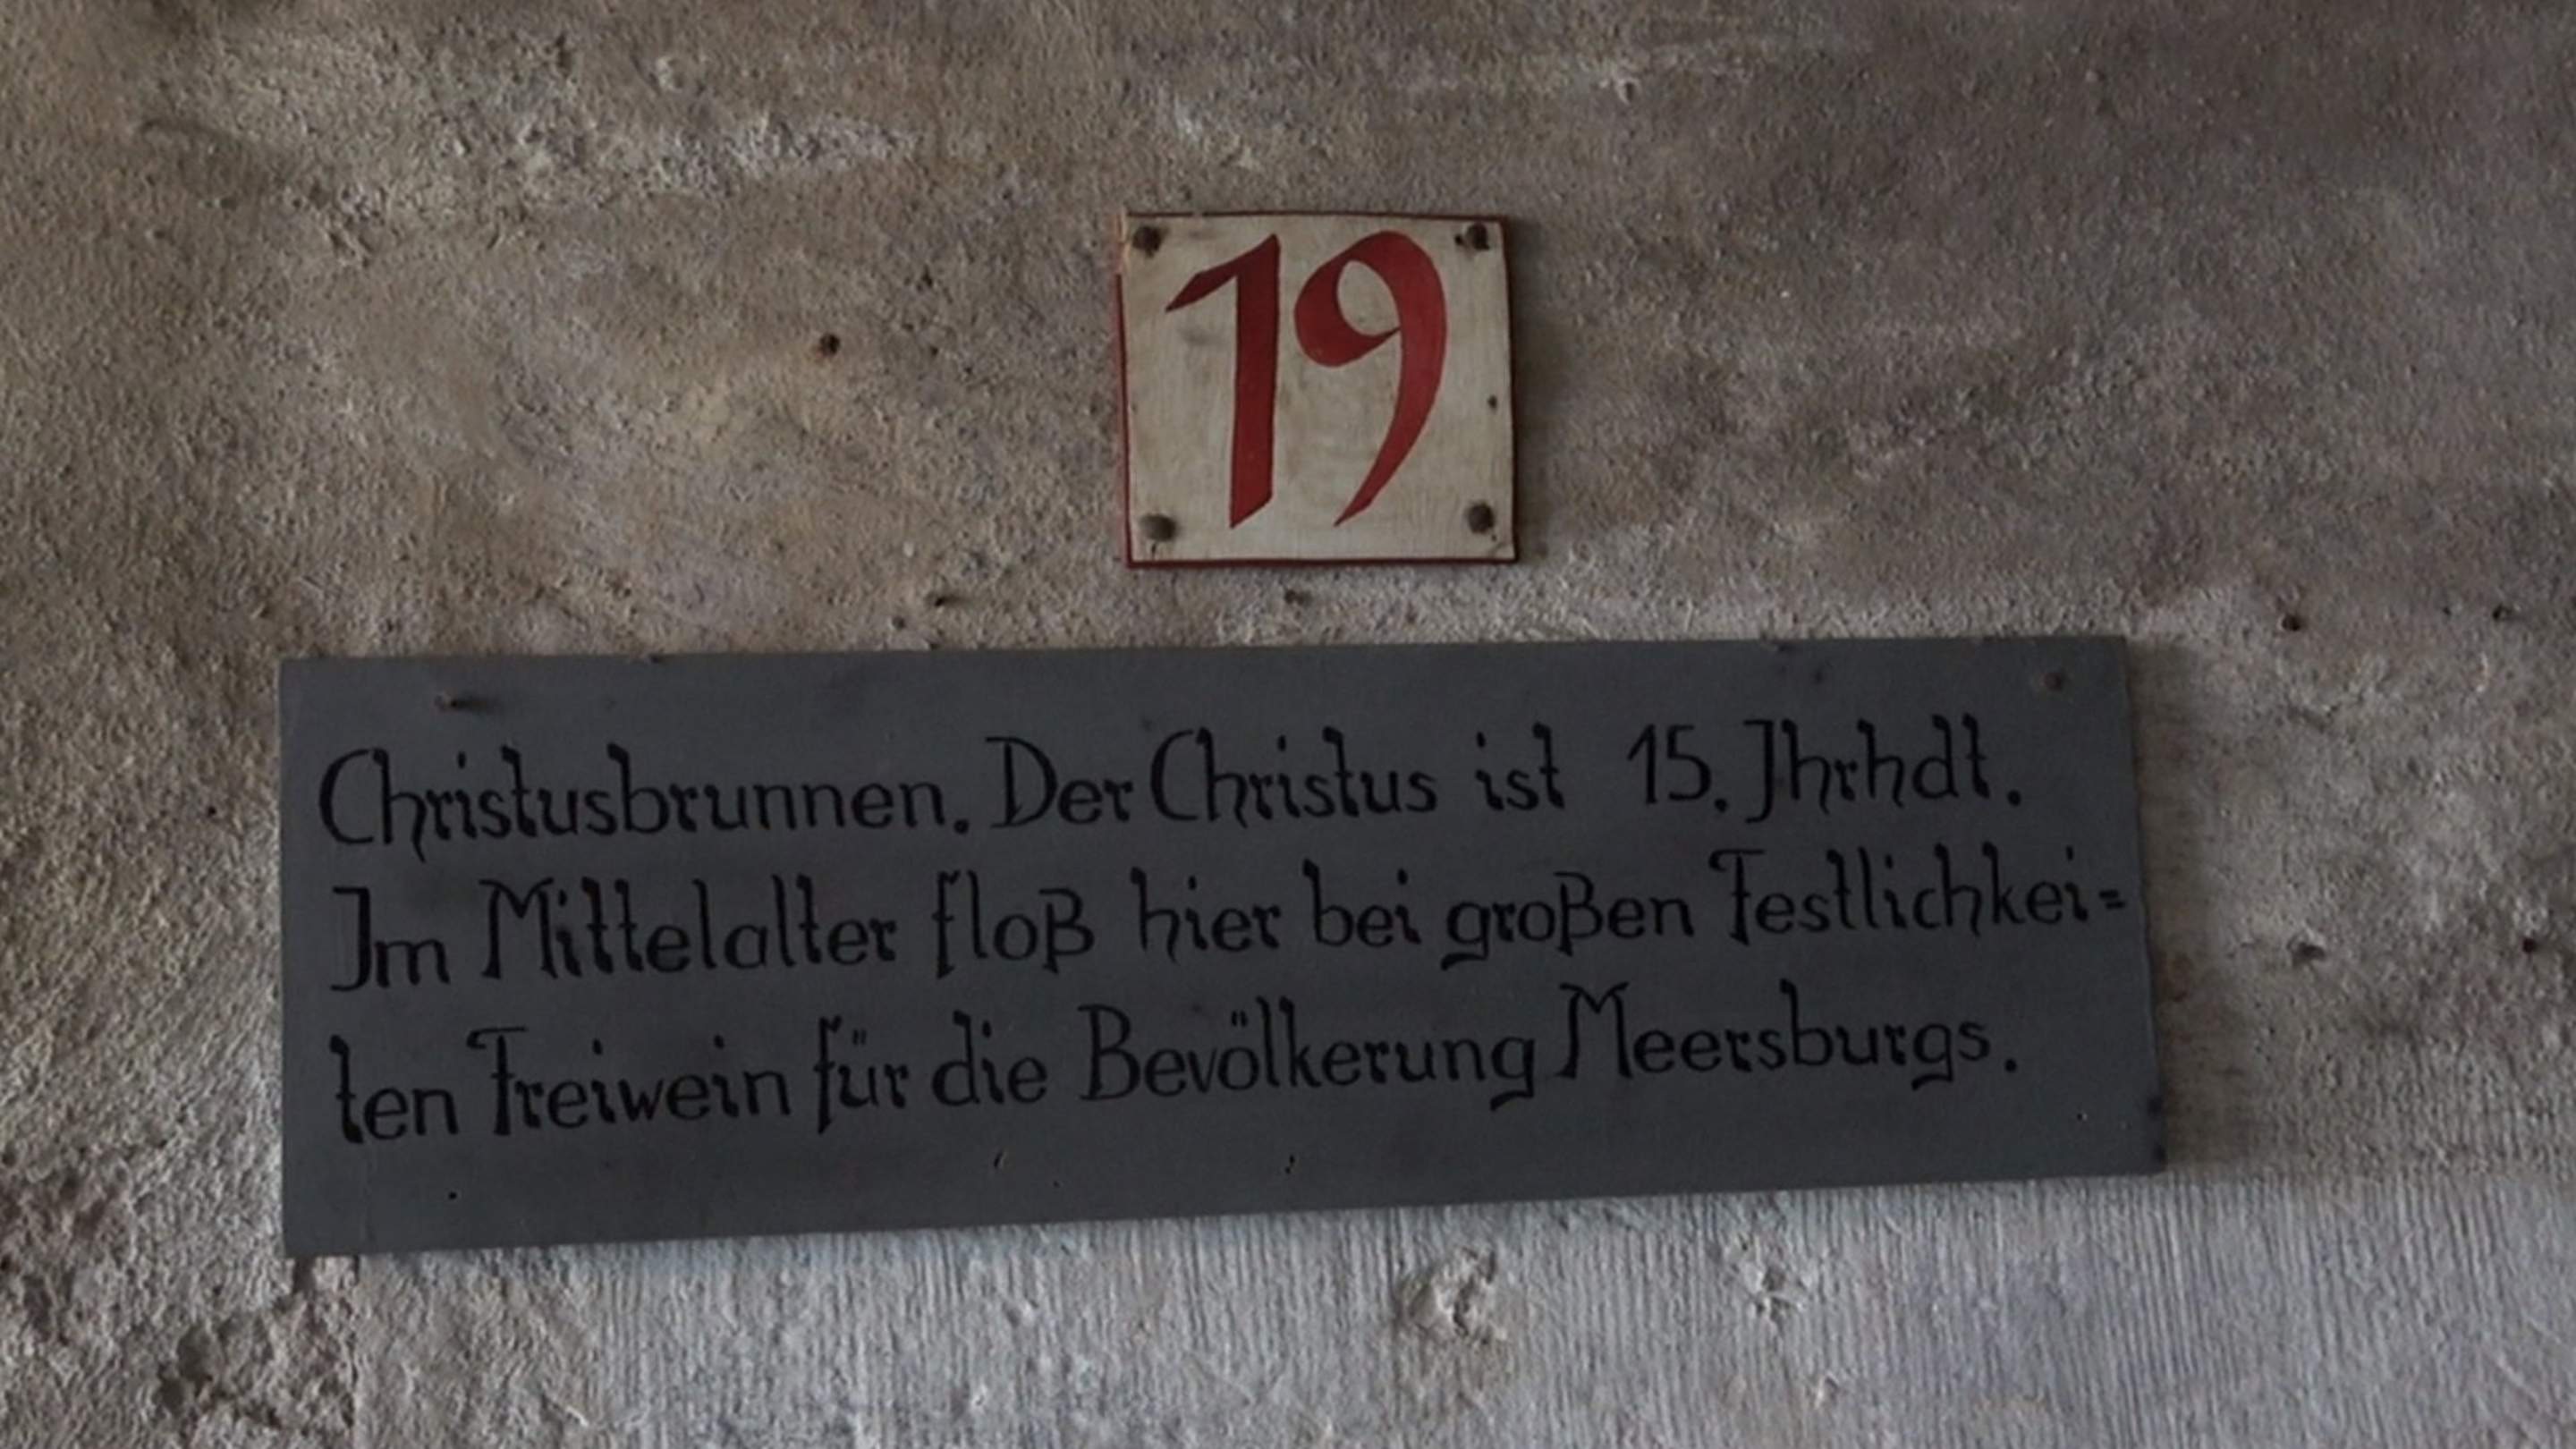 19
Christusbrunnen. Der Christus ist 15. Jhrhdt.
Im Mittelalter floß hier bei großen Festlichkei=
ten Freiwein für die Bevölkerung Meersburgs.